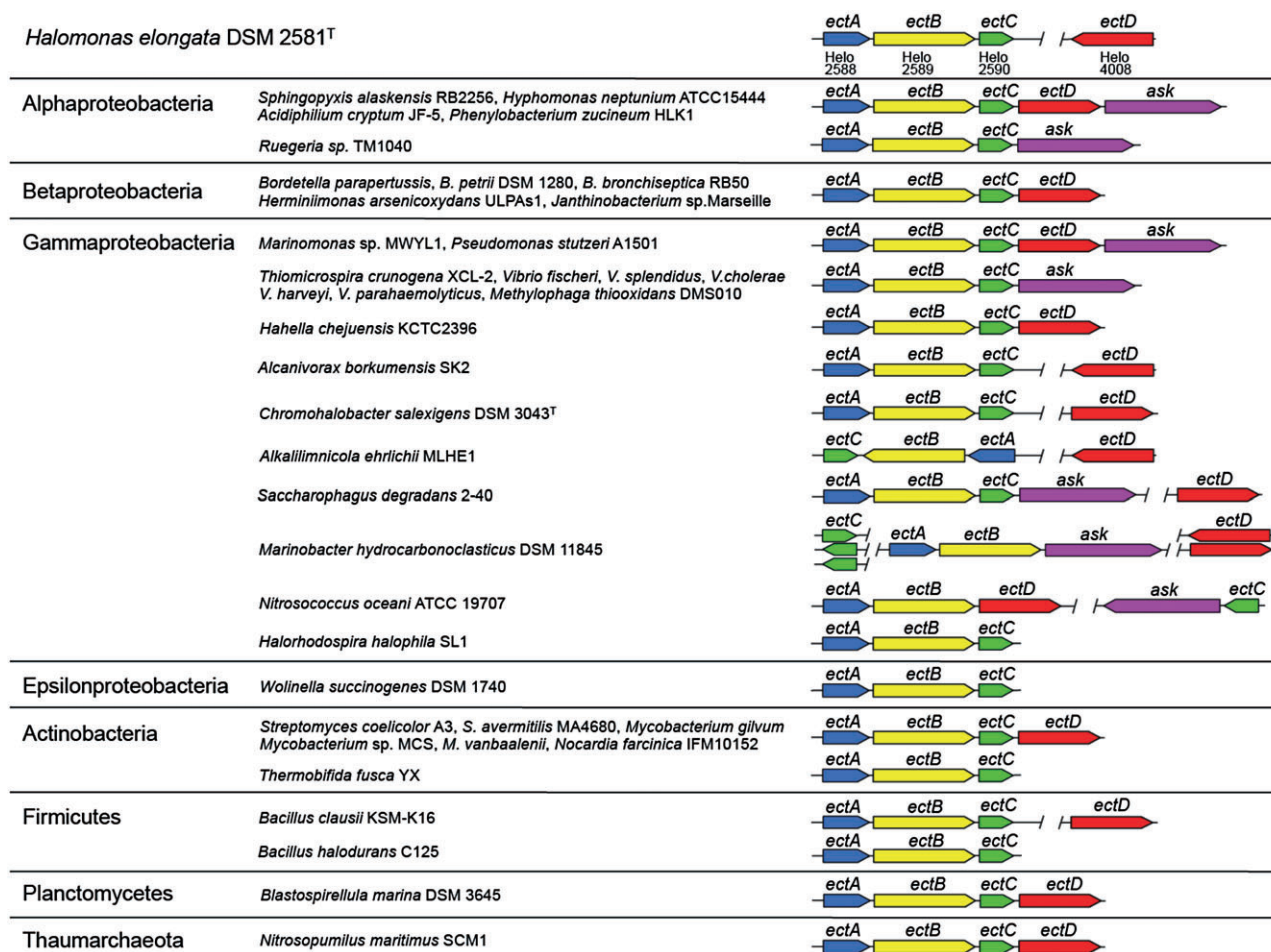 Halomonas elongata DSM 2581T
ectA ectB ectC ectD
Helo 2588 Helo 2589 Helo 2590 Helo 4008
Alphaproteobacteria
Sphingopyxis alaskensis RB2256, Hyphomonas neptunium ATCC15444
Acidiphilium cryptum JF-5, Phenylobacterium zucineum HLK1
ectA ectB ectC ectD ask
Ruegeria sp. TM1040
ectA ectB ectC ask
Betaproteobacteria
Bordetella parapertussis, B. petrii DSM 1280, B. bronchiseptica RB50
Herminiimonas arsenicoxydans ULPAs1, Janthinobacterium sp.Marseille
ectA ectB ectC ectD
Gammaproteobacteria
Marinomonas sp. MWYL1, Pseudomonas stutzeri A1501
ectA ectB ectC ectD ask
Thiomicrospira crunogena XCL-2, Vibrio fischeri, V. splendidus, V.cholerae
V. harveyi, V. parahaemolyticus, Methylophaga thiooxidans DMS010
ectA ectB ectC ask
Hahella chejuensis KCTC2396
ectA ectB ectC ectD
Alcanivorax borkumensis SK2
ectA ectB ectC ectD
Chromohalobacter salexigens DSM 3043T
ectA ectB ectC ectD
Alkalilimnicola ehrlichii MLHE1
ectC ectB ectA ectD
Saccharophagus degradans 2-40
ectA ectB ectC ask ectD
Marinobacter hydrocarbonoclasticus DSM 11845
ectC ectA ectB ask ectD
Nitrosococcus oceani ATCC 19707
ectA ectB ectD ask ectC
Halorhodospira halophila SL1
ectA ectB ectC
Epsilonproteobacteria
Wolinella succinogenes DSM 1740
ectA ectB ectC
Actinobacteria
Streptomyces coelicolor A3, S. avermitilis MA4680, Mycobacterium gilvum
Mycobacterium sp. MCS, M. vanbaalenii, Nocardia farcinica IFM10152
ectA ectB ectC ectD
Thermobifida fusca YX
ectA ectB ectC
Firmicutes
Bacillus clausii KSM-K16
ectA ectB ectC ectD
Bacillus halodurans C125
ectA ectB ectC
Planctomycetes
Blastospirellula marina DSM 3645
ectA ectB ectC ectD
Thaumarchaeota
Nitrosopumilus maritimus SCM1
ectA ectB ectC ectD